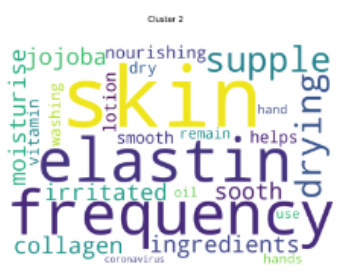 Cluster 2
moisturise
jojoba
nourishing
supple
drying
dry
skin
vitamin
washing
lotion
hand
smooth
remain
helps
elastin
irritated
oil
sooth
frequency
use
collagen
ingredients
coronavirus
hands